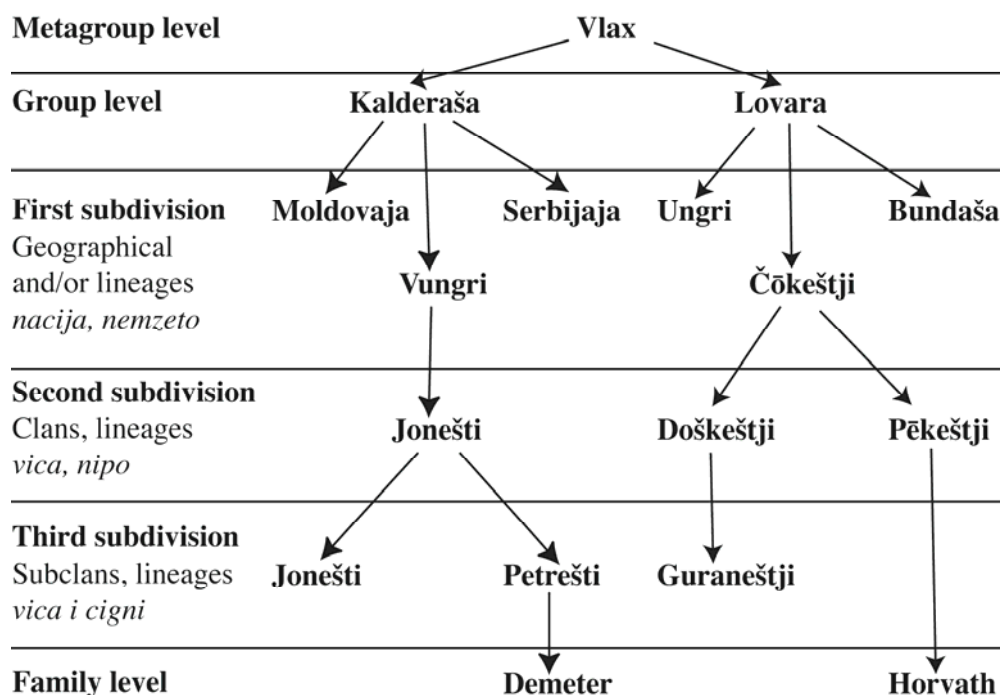 Metagroup level Vlax
Group level Kalderaša Lovara
First subdivision Moldovaja Serbijaja Ungri Bundaša
Geographical
and/or lineages Vungri Čōkeštji
nacija, nemzeto
Second subdivision
Clans, lineages Jonešti Doškeštji Pēkeštji
vica, nipo
Third subdivision
Subclans, lineages Jonešti Petrešti Guraneštji
vica i cigni
Family level Demeter Horvath